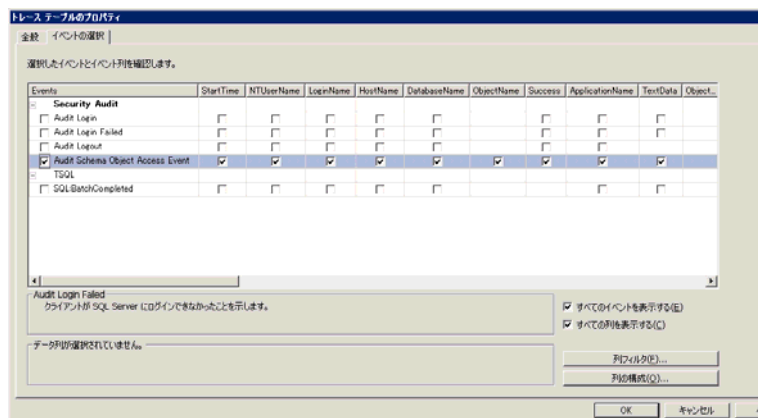 トレース テーブルのプロパティ
全般 イベントの選択
選択したイベントとイベント列を確認します。
Events StartTime NTUserName LoginName HostName DatabaseName ObjectName Success ApplicationName TextData Object...
Security Audit
Audit Login
Audit Login Failed
Audit Logout
Audit Schema Object Access Event
TSQL
SQL:BatchCompleted
Audit Login Failed
クライアントが SQL Server にログインできなかったことを示します。
すべてのイベントを表示する(E)
すべての列を表示する(C)
データ列が選択されていません。
列フィルタ(F)...
列の構成(O)...
OK キャンセル